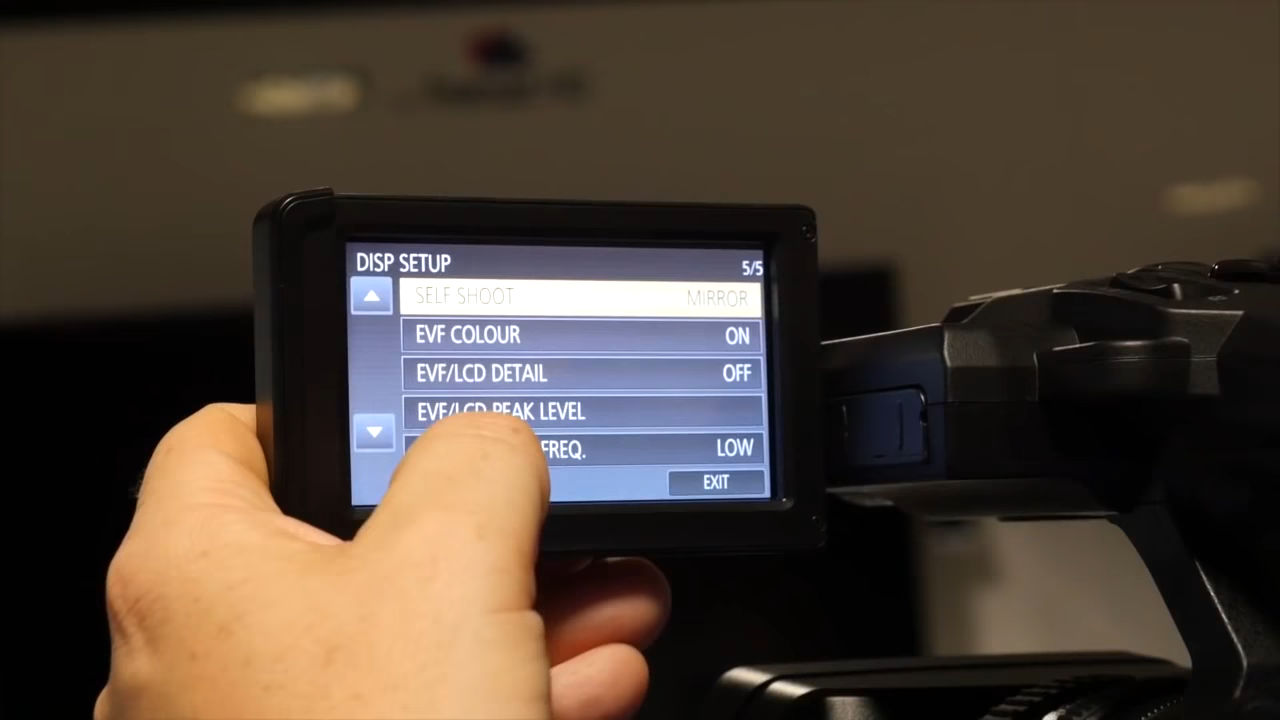 DISP SETUP 5/5
SELF SHOOT MIRROR
EVF COLOUR ON
EVF/LCD DETAIL OFF
EVF/LCD PEAK LEVEL
FREQ. LOW
EXIT